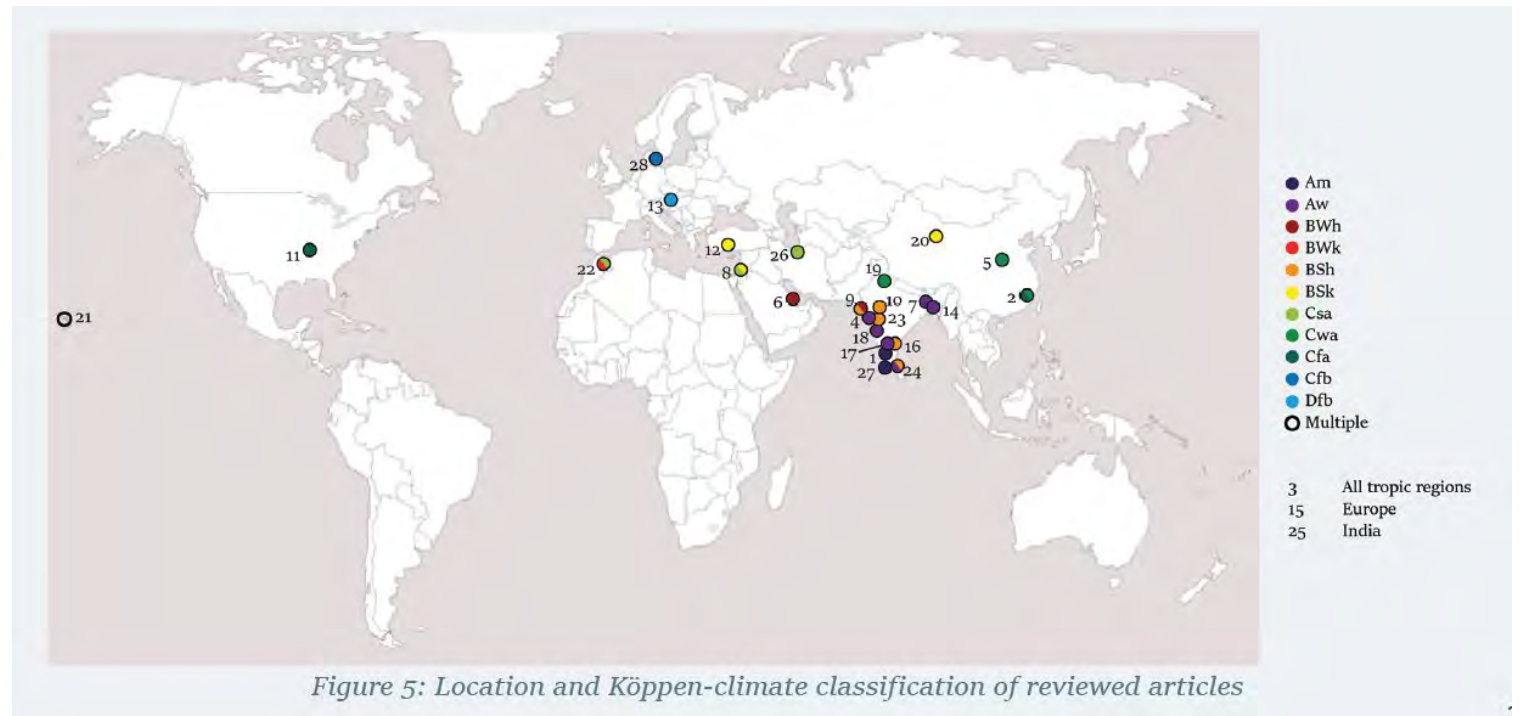 28
13
11
12
26
20
5
22
8
19
6
2
9
10
7
14
21
4
23
18
17
16
1
27
24
Am
Aw
BWh
BWk
BSh
BSk
Csa
Cwa
Cfa
Cfb
Dfb
Multiple
3 All tropic regions
15 Europe
25 India
Figure 5: Location and Köppen-climate classification of reviewed articles